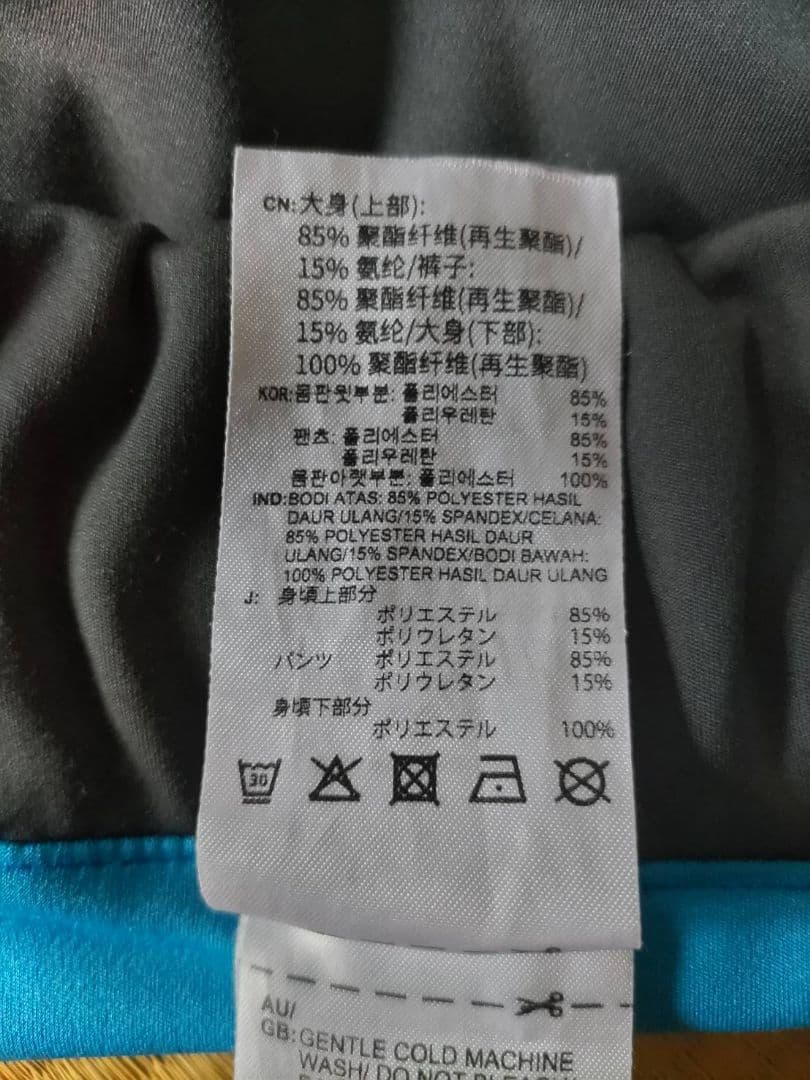 CN:大身(上部):
85% 聚酯纤维(再生聚酯)/
15% 氨纶/裤子:
85% 聚酯纤维(再生聚酯)/
15% 氨纶/大身(下部):
100% 聚酯纤维(再生聚酯)
KOR:몸판윗부분: 폴리에스터 85%
폴리우레탄 15%
팬츠: 폴리에스터 85%
폴리우레탄 15%
몸판아랫부분: 폴리에스터 100%
IND:BODI ATAS: 85% POLYESTER HASIL
DAUR ULANG/15% SPANDEX/CELANA:
85% POLYESTER HASIL DAUR
ULANG/15% SPANDEX/BODI BAWAH:
100% POLYESTER HASIL DAUR ULANG
J: 身頃上部分
ポリエステル 85%
ポリウレタン 15%
パンツ ポリエステル 85%
ポリウレタン 15%
身頃下部分
ポリエステル 100%
30
AU/
GB:GENTLE COLD MACHINE
WASH/ DO NOT